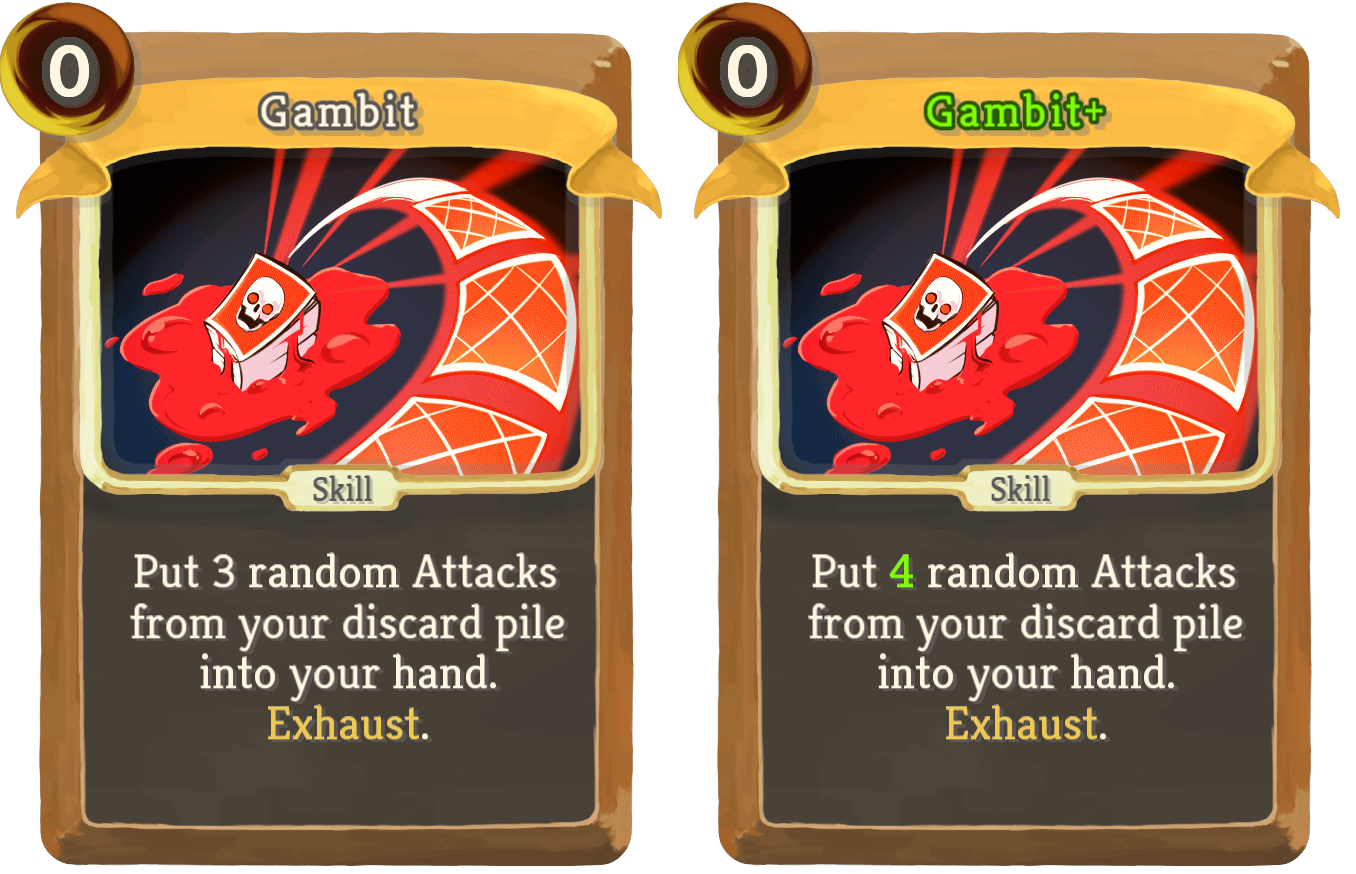 0
Gambit
Skill
Put 3 random Attacks
from your discard pile
into your hand.
Exhaust.
0
Gambit+
Skill
Put 4 random Attacks
from your discard pile
into your hand.
Exhaust.